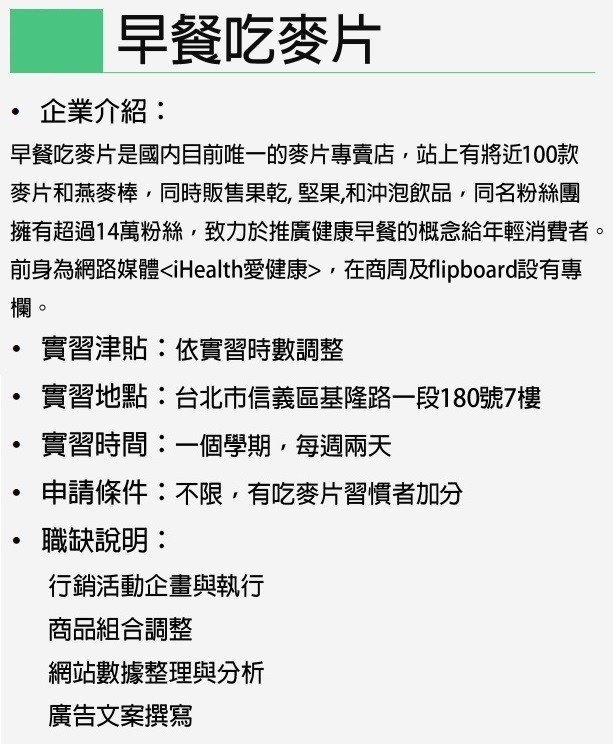 早餐吃麥片
• 企業介紹：
早餐吃麥片是國內目前唯一的麥片專賣店，站上有將近100款
麥片和燕麥棒，同時販售果乾, 堅果,和沖泡飲品，同名粉絲團
擁有超過14萬粉絲，致力於推廣健康早餐的概念給年輕消費者。
前身為網路媒體<iHealth愛健康>，在商周及flipboard設有專
欄。
• 實習津貼：依實習時數調整
• 實習地點：台北市信義區基隆路一段180號7樓
• 實習時間：一個學期，每週兩天
• 申請條件：不限，有吃麥片習慣者加分
• 職缺說明：
行銷活動企畫與執行
商品組合調整
網站數據整理與分析
廣告文案撰寫